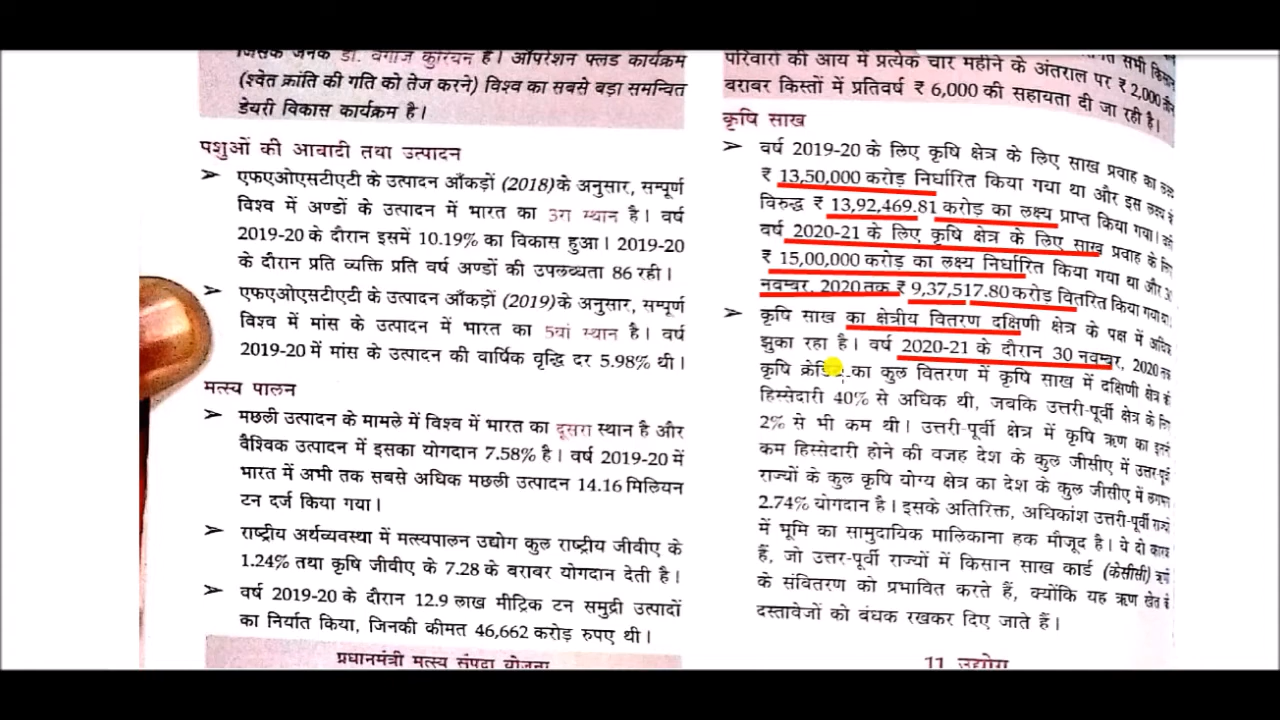 जिसके जनक डॉ. वर्गीज कुरियन हैं। ऑपरेशन फ्लड कार्यक्रम
(श्वेत क्रांति की गति को तेज करने) विश्व का सबसे बड़ा समन्वित
डेयरी विकास कार्यक्रम है।
पशुओं की आबादी तथा उत्पादन
➢ एफएओएसटीएटी के उत्पादन आँकड़ों (2018) के अनुसार, सम्पूर्ण
विश्व में अण्डों के उत्पादन में भारत का 3रा स्थान है। वर्ष
2019-20 के दौरान इसमें 10.19% का विकास हुआ। 2019-20
के दौरान प्रति व्यक्ति प्रति वर्ष अण्डों की उपलब्धता 86 रही।
➢ एफएओएसटीएटी के उत्पादन आँकड़ों (2019) के अनुसार, सम्पूर्ण
विश्व में मांस के उत्पादन में भारत का 5वां स्थान है। वर्ष
2019-20 में मांस के उत्पादन की वार्षिक वृद्धि दर 5.98% थी।
मत्स्य पालन
➢ मछली उत्पादन के मामले में विश्व में भारत का दूसरा स्थान है और
वैश्विक उत्पादन में इसका योगदान 7.58% है। वर्ष 2019-20 में
भारत में अभी तक सबसे अधिक मछली उत्पादन 14.16 मिलियन
टन दर्ज किया गया।
➢ राष्ट्रीय अर्थव्यवस्था में मत्स्यपालन उद्योग कुल राष्ट्रीय जीवीए के
1.24% तथा कृषि जीवीए के 7.28 के बराबर योगदान देती है।
➢ वर्ष 2019-20 के दौरान 12.9 लाख मीट्रिक टन समुद्री उत्पादों
का निर्यात किया, जिनकी कीमत 46,662 करोड़ रुपए थी।
प्रधानमंत्री मत्स्य संपदा योजना
सभी किसान
परिवारों की आय में प्रत्येक चार महीने के अंतराल पर ₹ 2,000 तीन
बराबर किस्तों में प्रतिवर्ष ₹ 6,000 की सहायता दी जा रही है।
कृषि साख
➢ वर्ष 2019-20 के लिए कृषि क्षेत्र के लिए साख प्रवाह का लक्ष्य
₹ 13,50,000 करोड़ निर्धारित किया गया था और इस लक्ष्य के
विरुद्ध ₹ 13,92,469.81 करोड़ का लक्ष्य प्राप्त किया गया।
वर्ष 2020-21 के लिए कृषि क्षेत्र के लिए साख प्रवाह के लिए
₹ 15,00,000 करोड़ का लक्ष्य निर्धारित किया गया था और 30
नवम्बर, 2020 तक ₹ 9,37,517.80 करोड़ वितरित किया गया था।
➢ कृषि साख का क्षेत्रीय वितरण दक्षिणी क्षेत्र के पक्ष में अधिक
झुका रहा है। वर्ष 2020-21 के दौरान 30 नवम्बर, 2020 तक
कृषि क्रेडिट का कुल वितरण में कृषि साख में दक्षिणी क्षेत्र की
हिस्सेदारी 40% से अधिक थी, जबकि उत्तरी-पूर्वी क्षेत्र के लिए
2% से भी कम थी। उत्तरी-पूर्वी क्षेत्र में कृषि ऋण का इतने
कम हिस्सेदारी होने की वजह देश के कुल जीसीए में उत्तर-पूर्व
राज्यों के कुल कृषि योग्य क्षेत्र का देश के कुल जीसीए में लगभग
2.74% योगदान है। इसके अतिरिक्त, अधिकांश उत्तरी-पूर्वी राज्यों
में भूमि का सामुदायिक मालिकाना हक मौजूद है। ये दो कारक
हैं, जो उत्तर-पूर्वी राज्यों में किसान साख कार्ड (केसीसी) ऋणों
के संवितरण को प्रभावित करते हैं, क्योंकि यह ऋण खेत के
दस्तावेजों को बंधक रखकर दिए जाते हैं।
11 उद्योग